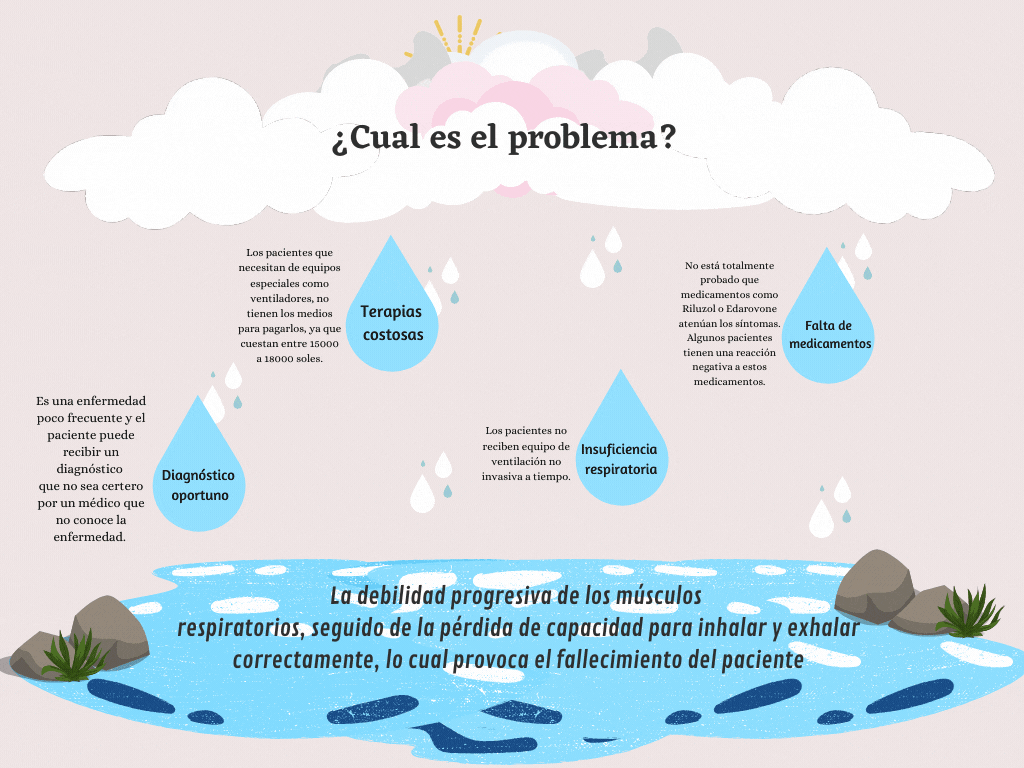 ¿Cual es el problema?
Los pacientes que
necesitan de equipos
especiales como
ventiladores, no
tienen los medios
para pagarlos, ya que
cuestan entre 15000
a 18000 soles.
Terapias
costosas
No está totalmente
probado que
medicamentos como
Riluzol o Edarovone
atenúan los síntomas.
Algunos pacientes
tienen una reacción
negativa a estos
medicamentos.
Falta de
medicamentos
Es una enfermedad
poco frecuente y el
paciente puede
recibir un
diagnóstico
que no sea certero
por un médico que
no conoce la
enfermedad.
Diagnóstico
oportuno
Los pacientes no
reciben equipo de
ventilación no
invasiva a tiempo.
Insuficiencia
respiratoria
La debilidad progresiva de los músculos
respiratorios, seguido de la pérdida de capacidad para inhalar y exhalar
correctamente, lo cual provoca el fallecimiento del paciente